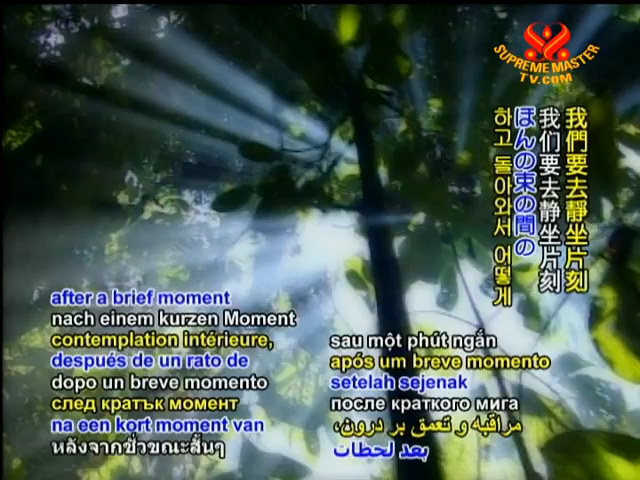 SUPREME MASTER
TV.COM
我們要去靜坐片刻
我们要去静坐片刻
ほんの束の間の
하고 돌아와서 어떻게
after a brief moment
nach einem kurzen Moment
contemplation intérieure,
después de un rato de
dopo un breve momento
след кратък момент
na een kort moment van
หลังจากชั่วขณะสั้นๆ
sau một phút ngắn
após um breve momento
setelah sejenak
после краткого мига
مراقبه و تعمق بر درون،
بعد لحظات